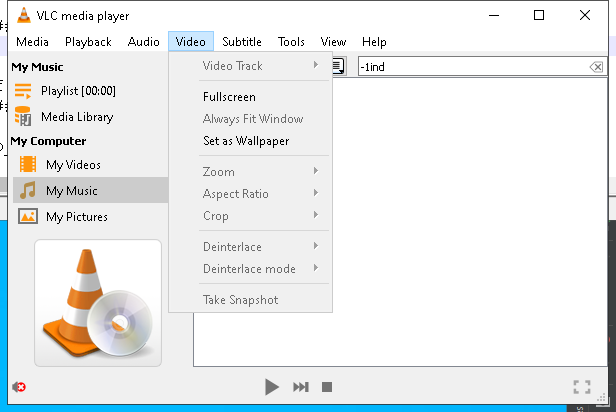 VLC media player
Media Playback Audio Video Subtitle Tools View Help
My Music
Playlist [00:00]
Media Library
My Computer
My Videos
My Music
My Pictures
Video Track
Fullscreen
Always Fit Window
Set as Wallpaper
Zoom
Aspect Ratio
Crop
Deinterlace
Deinterlace mode
Take Snapshot
-1ind